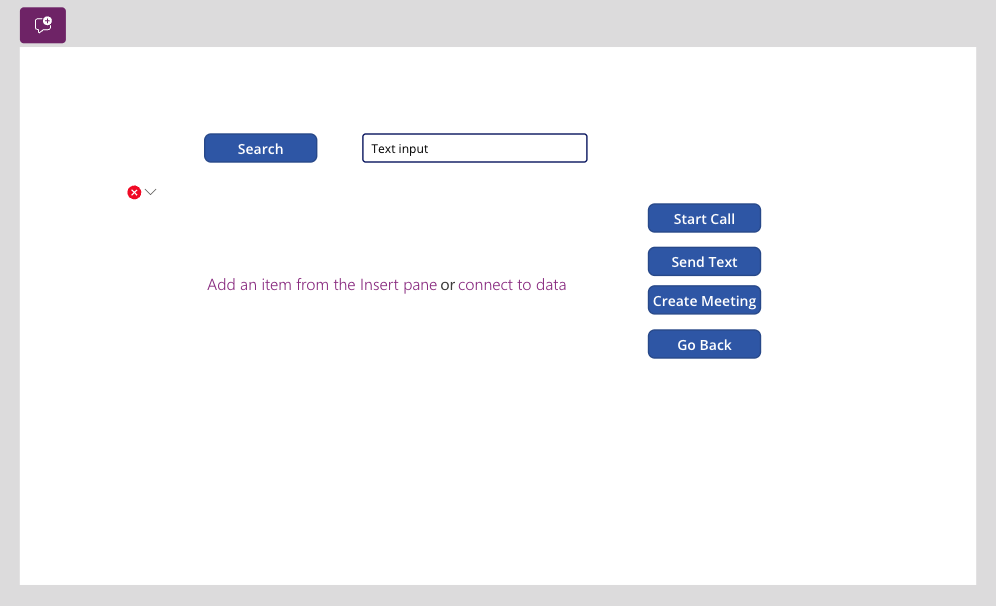 Search
Text input
Start Call
Send Text
Add an item from the Insert pane or connect to data
Create Meeting
Go Back